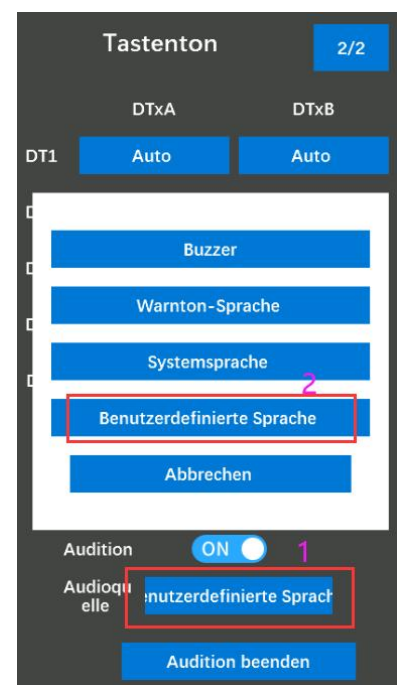 Tastenton
2/2
DTxA DTxB
DT1 Auto Auto
D
Buzzer
D
Warnton-Sprache
D
Systemsprache
D
2
Benutzerdefinierte Sprache
Abbrechen
Audition ON 1
Audioqu
elle
enutzerdefinierte Sprach
Audition beenden